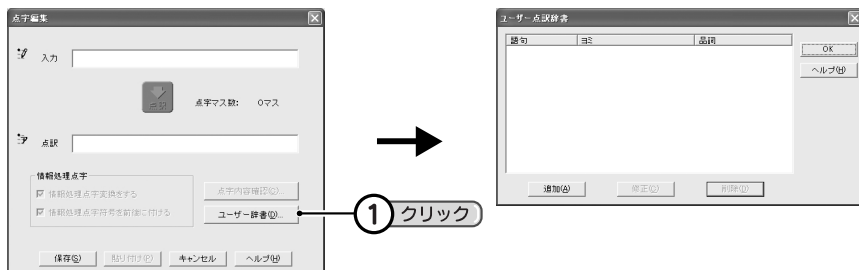 点字編集
入力
点訳
点字マス数: 0マス
点訳
情報処理点字
情報処理点字変換をする
情報処理点字符号を前後に付ける
点字内容確認(C)...
ユーザー辞書(D)...
保存(S)
貼り付け(P)
キャンセル
ヘルプ(H)
1 クリック
ユーザー点訳辞書
語句 ヨミ 品詞
OK
ヘルプ(H)
追加(A)
修正(C)
削除(D)